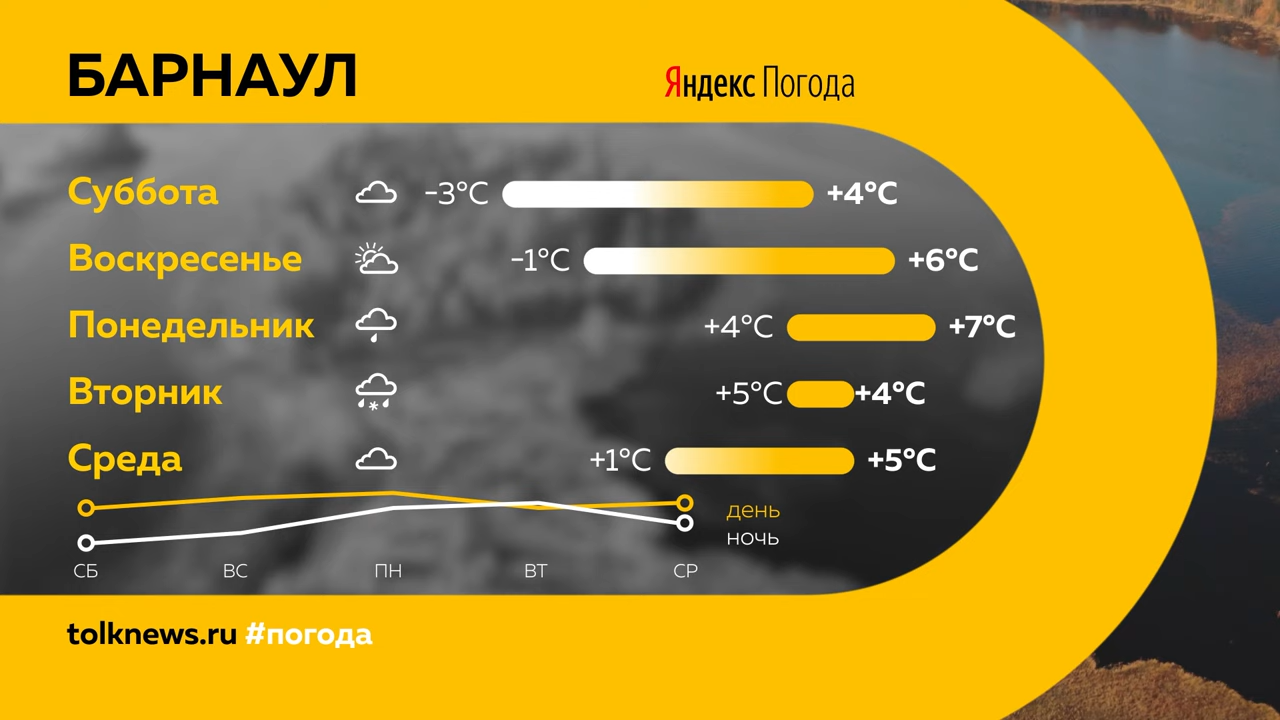 БАРНАУЛ
Яндекс Погода
Суббота -3°C +4°C
Воскресенье -1°C +6°C
Понедельник +4°C +7°C
Вторник +5°C +4°C
Среда +1°C +5°C
день
ночь
СБ ВС ПН ВТ СР
tolknews.ru #погода